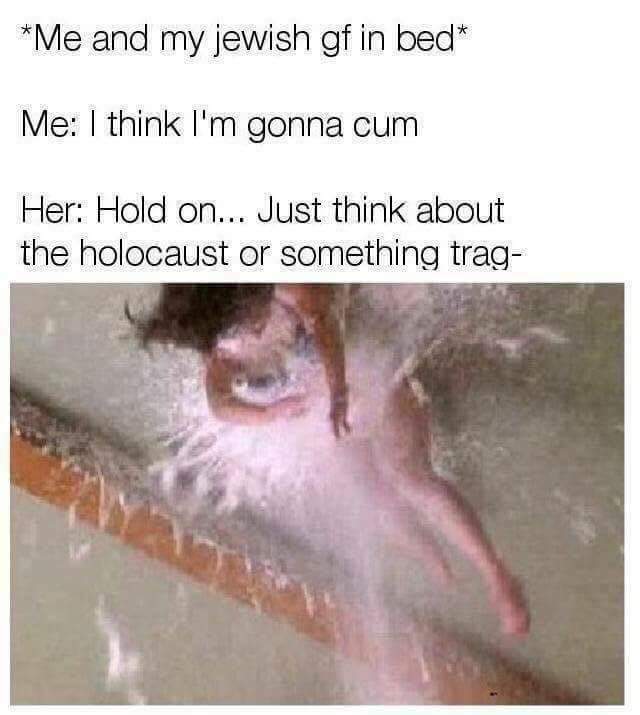 *Me and my jewish gf in bed*
Me: I think I'm gonna cum
Her: Hold on... Just think about
the holocaust or something trag-